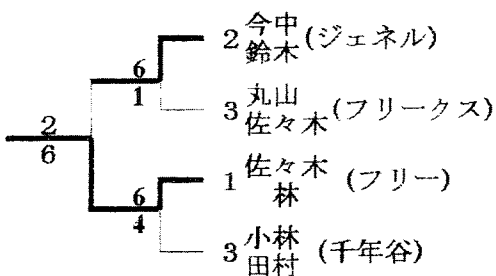 2 今中 鈴木 (ジェネル)
6
1
3 丸山 佐々木 (フリークス)
2
6
1 佐々木 林 (フリー)
6
4
3 小林 田村 (千年谷)